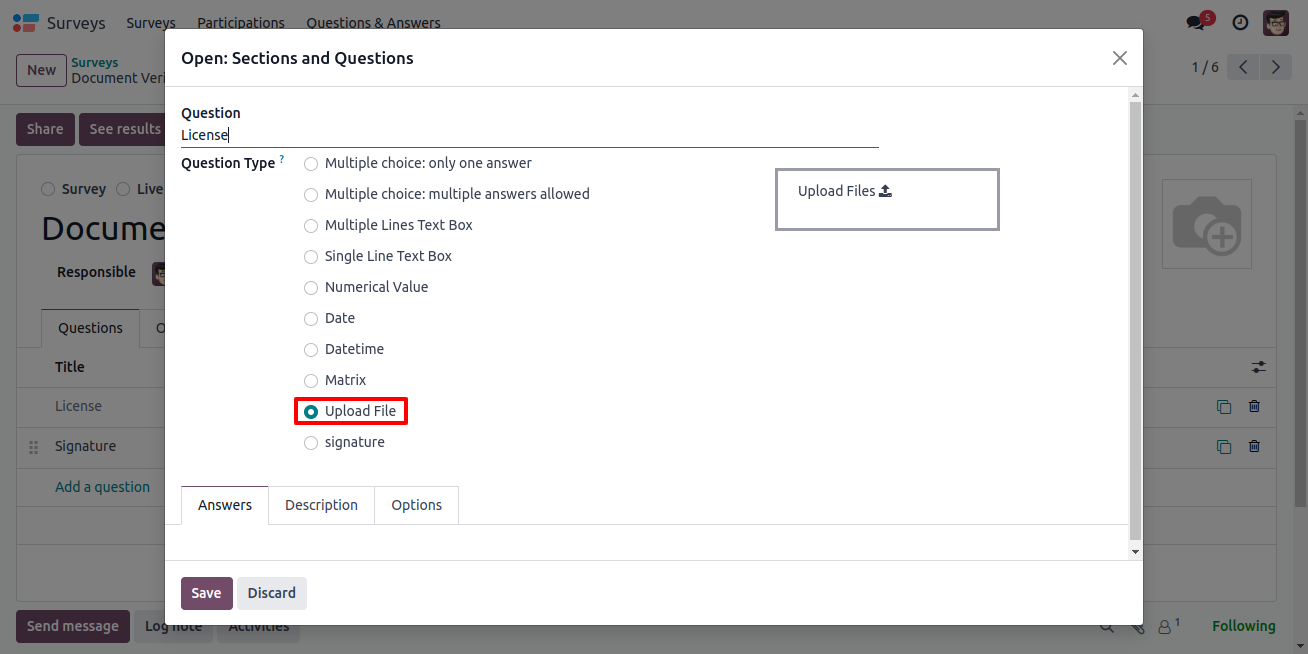 Surveys Surveys Participations Questions & Answers 5
Open: Sections and Questions
New Surveys 1 / 6
Document Veri
Question
License
Share See results
Question Type ? Multiple choice: only one answer
Survey Live
Upload Files
Multiple choice: multiple answers allowed
Docume
Multiple Lines Text Box
Single Line Text Box
Responsible
Numerical Value
Date
Questions O
Datetime
Title
Matrix
License
Upload File
Signature
signature
Add a question
Answers Description Options
Save Discard
Send message Log note Activities 1 Following